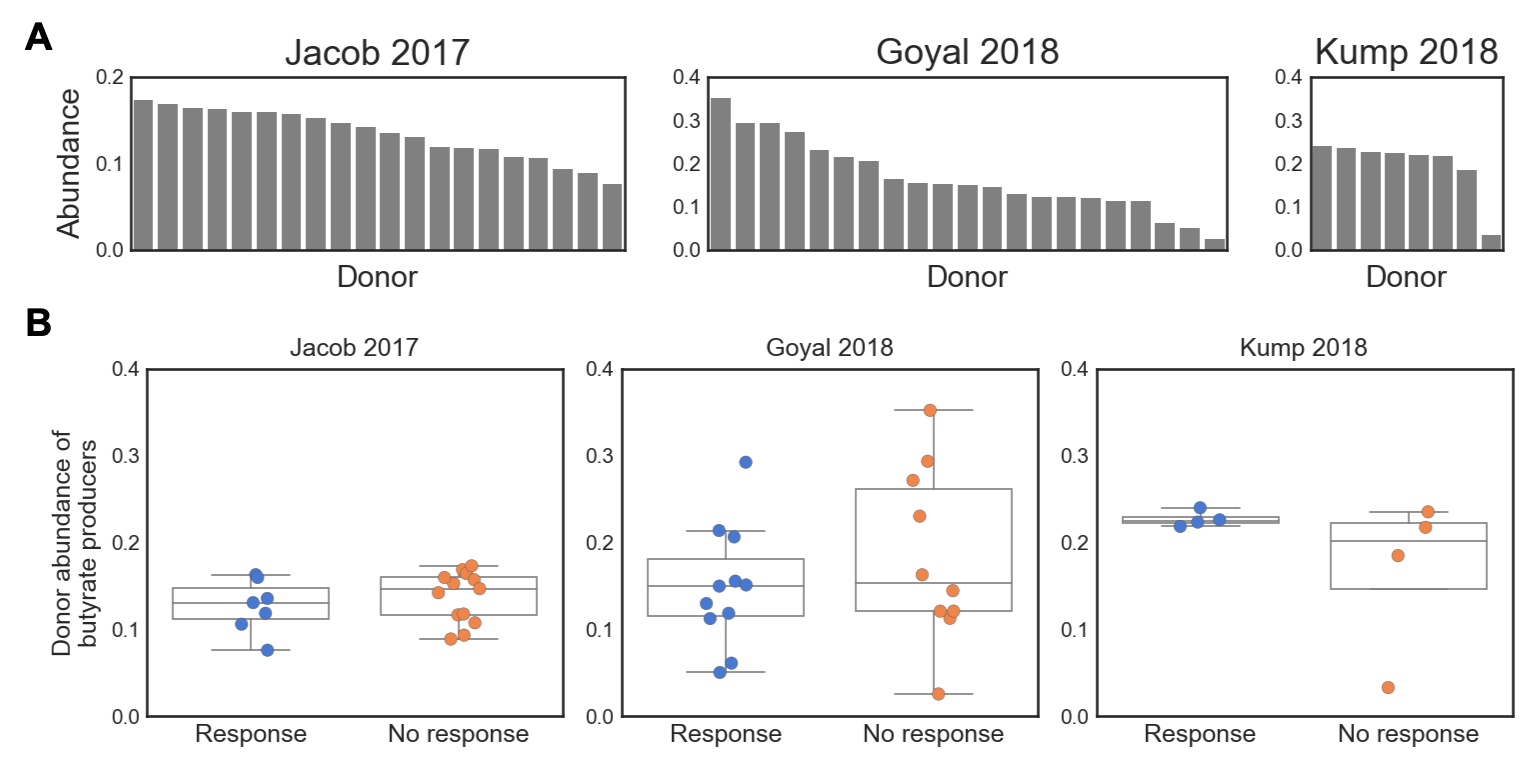 A
Jacob 2017
Goyal 2018
Kump 2018
Abundance
0.2
0.1
0.0
0.4
0.3
0.2
0.1
0.0
0.4
0.3
0.2
0.1
0.0
Donor
Donor
Donor
B
Jacob 2017
Goyal 2018
Kump 2018
Donor abundance of
butyrate producers
0.4
0.3
0.2
0.1
0.0
0.4
0.3
0.2
0.1
0.0
0.4
0.3
0.2
0.1
0.0
Response
No response
Response
No response
Response
No response